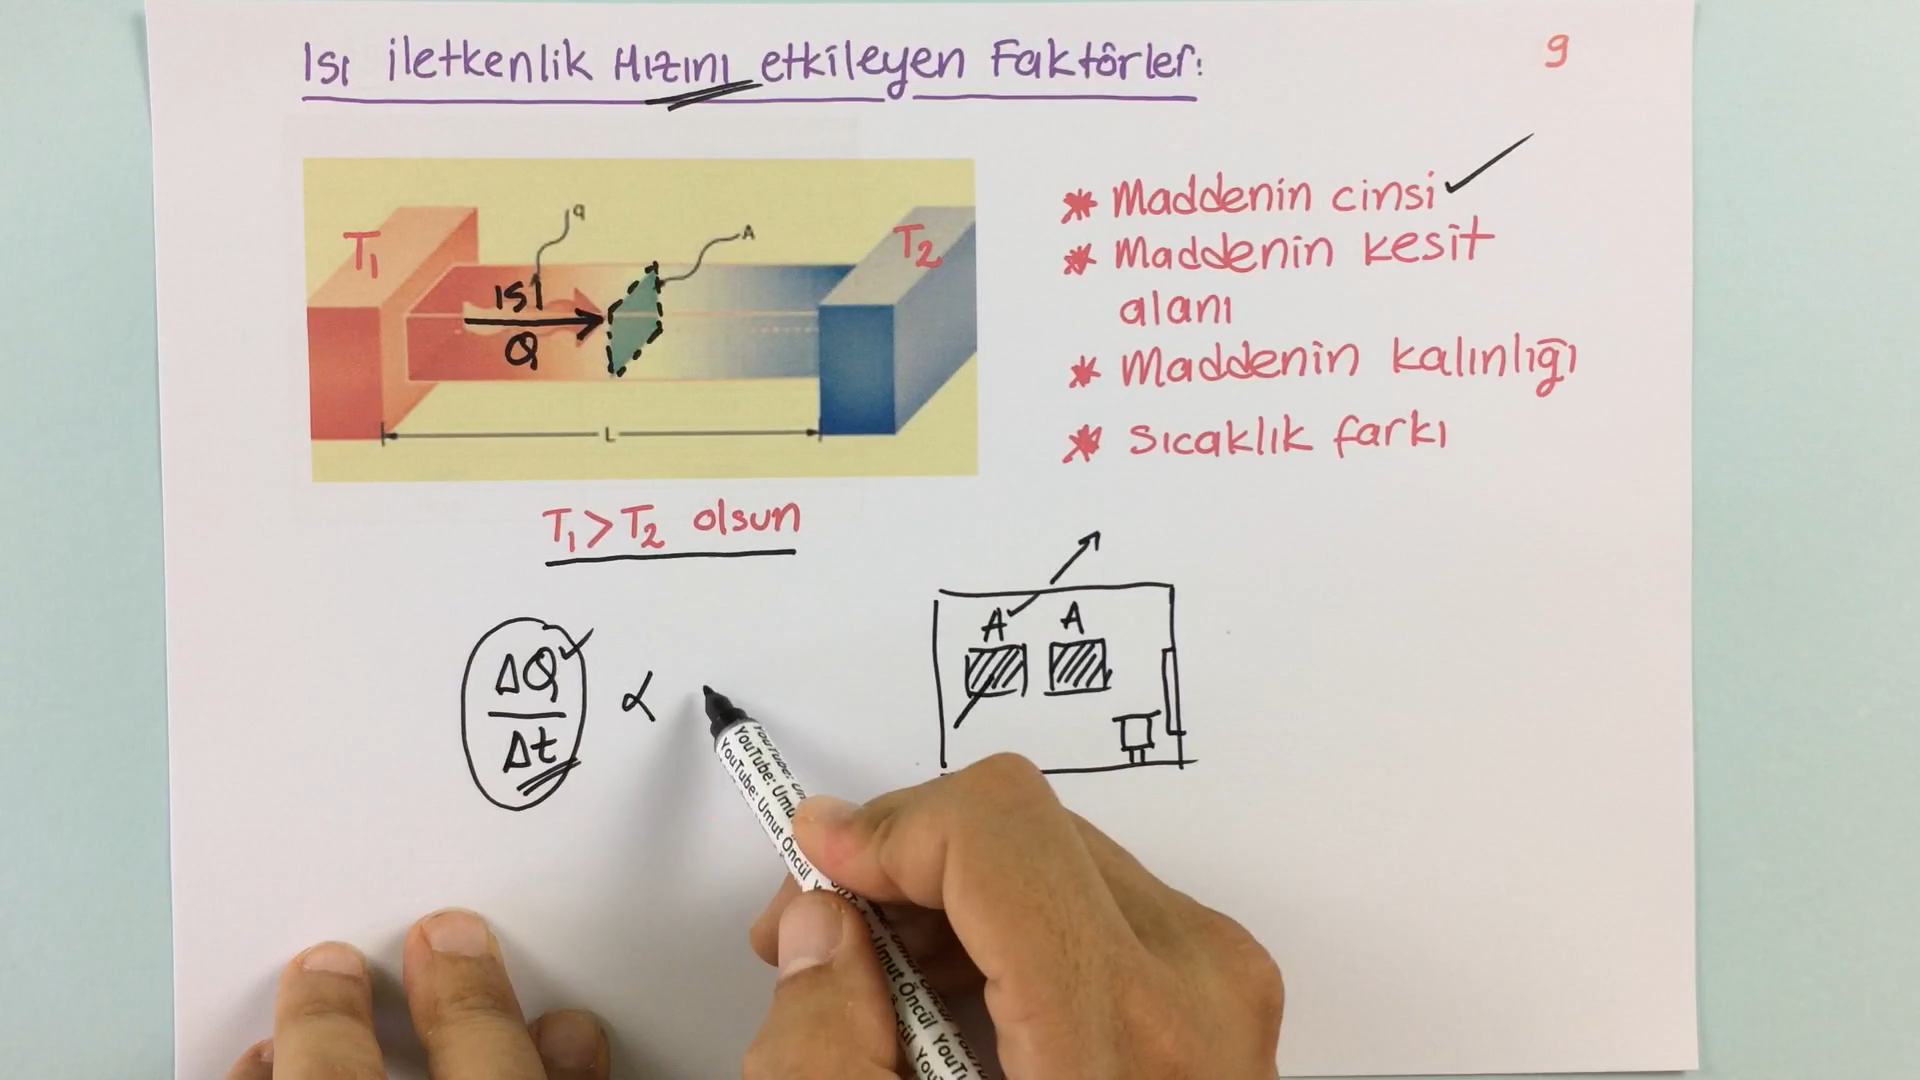 Isı iletkenlik Hızını etkileyen Faktörler:
9
T1
T2
q
A
ISI
Q
L
* Maddenin cinsi ✓
* Maddenin kesit
alanı
* Maddenin kalınlığı
* Sıcaklık farkı
T1 > T2 olsun
ΔQ
Δt
α
A A
YouTube: Umut Öncül